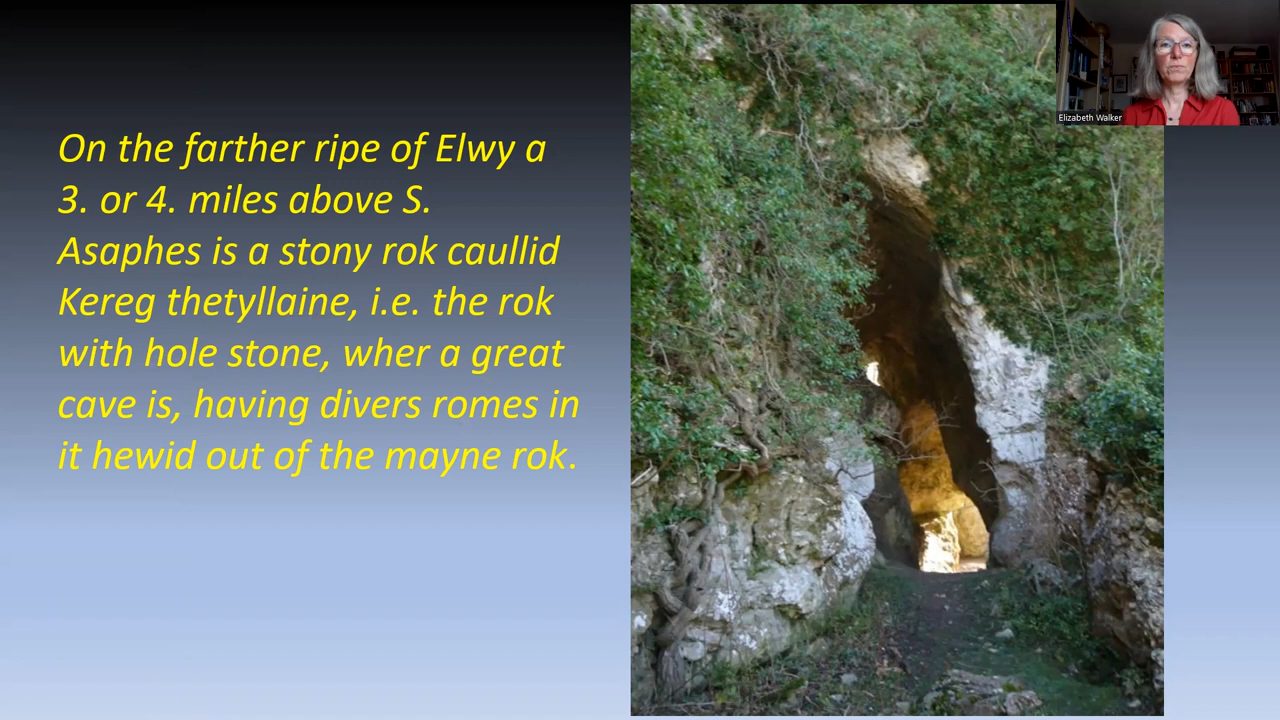 On the farther ripe of Elwy a
3. or 4. miles above S.
Asaphes is a stony rok caullid
Kereg thetyllaine, i.e. the rok
with hole stone, wher a great
cave is, having divers romes in
it hewid out of the mayne rok.
Elizabeth Walker